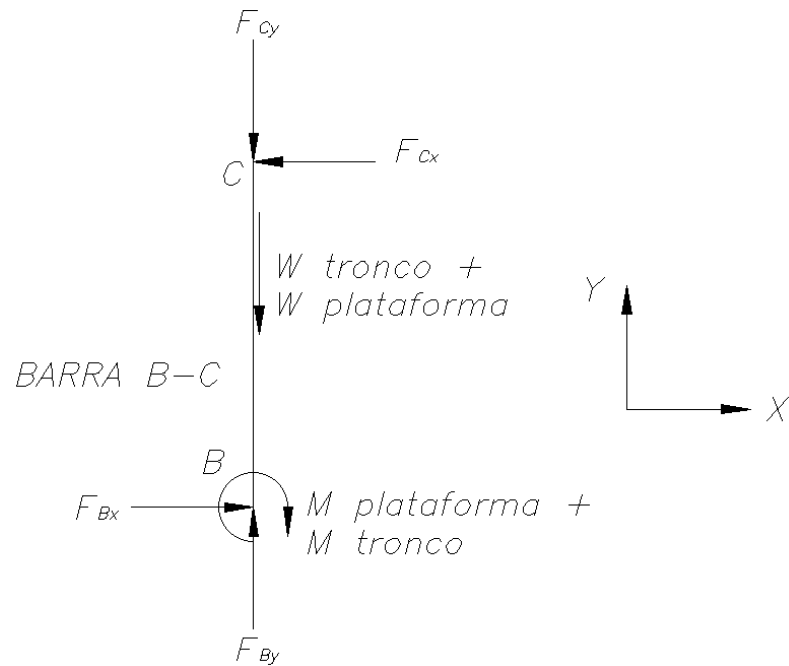 FCy
FCx
C
W tronco +
W plataforma
Y
BARRA B-C
X
B
FBx
M plataforma +
M tronco
FBy